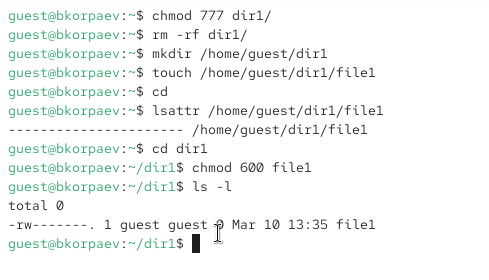 guest@bkorpaev:~$ chmod 777 dir1/
guest@bkorpaev:~$ rm -rf dir1/
guest@bkorpaev:~$ mkdir /home/guest/dir1
guest@bkorpaev:~$ touch /home/guest/dir1/file1
guest@bkorpaev:~$ cd
guest@bkorpaev:~$ lsattr /home/guest/dir1/file1
---------------------- /home/guest/dir1/file1
guest@bkorpaev:~$ cd dir1
guest@bkorpaev:~/dir1$ chmod 600 file1
guest@bkorpaev:~/dir1$ ls -l
total 0
-rw-------. 1 guest guest 0 Mar 10 13:35 file1
guest@bkorpaev:~/dir1$